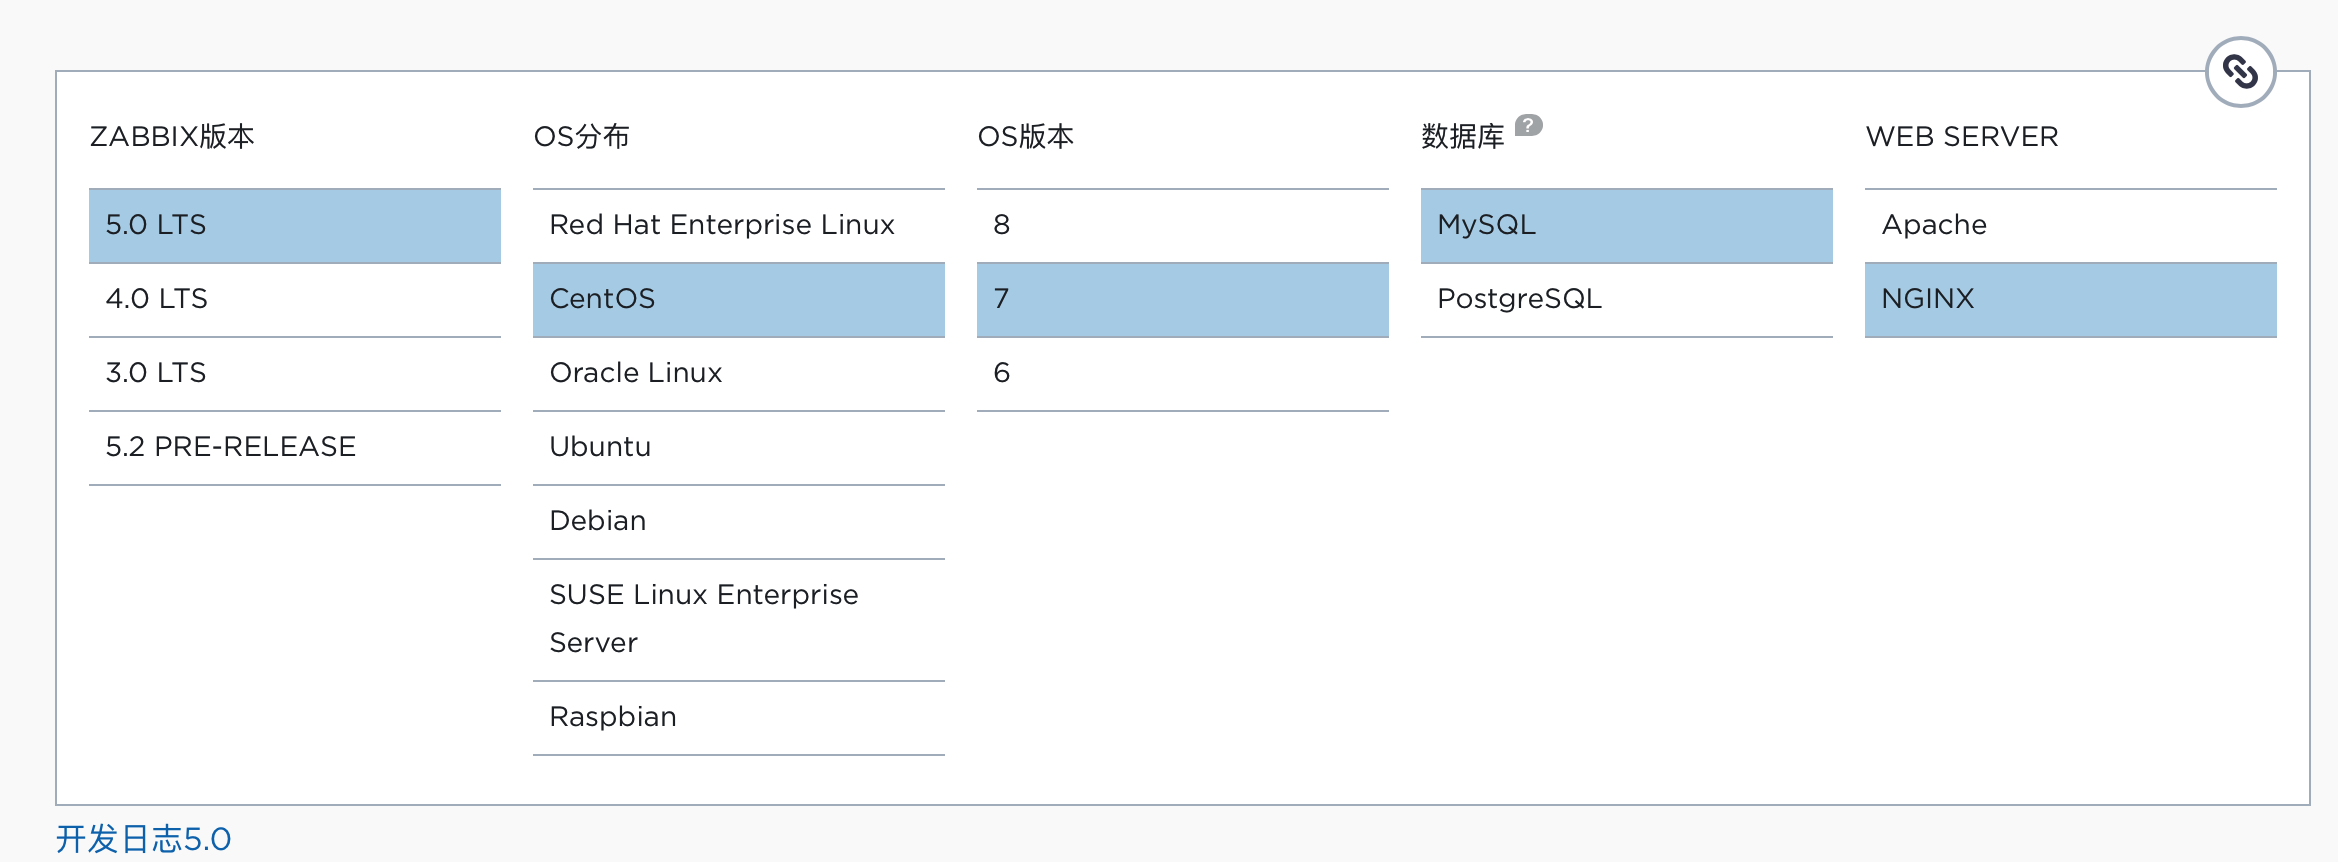 ZABBIX版本
5.0 LTS
4.0 LTS
3.0 LTS
5.2 PRE-RELEASE
OS分布
Red Hat Enterprise Linux
CentOS
Oracle Linux
Ubuntu
Debian
SUSE Linux Enterprise
Server
Raspbian
OS版本
8
7
6
数据库 ?
MySQL
PostgreSQL
WEB SERVER
Apache
NGINX
开发日志5.0